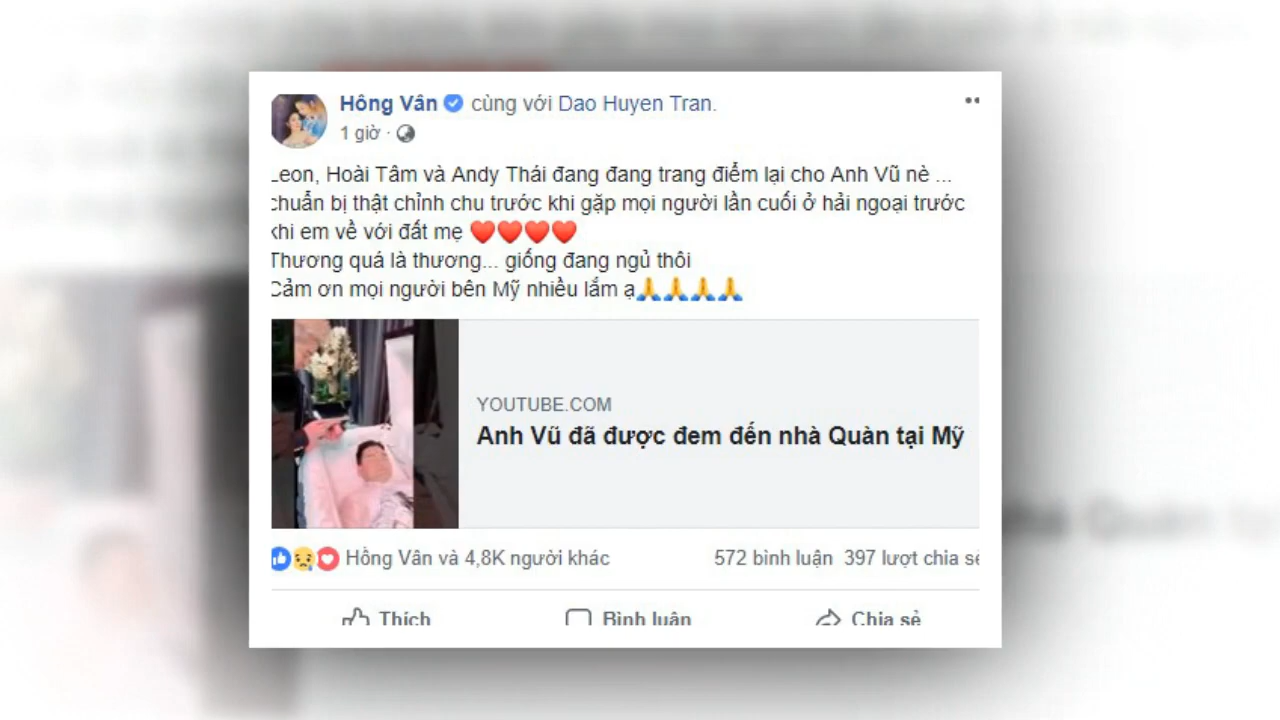 Hồng Vân cùng với Dao Huyen Tran.
1 giờ ·
Leon, Hoài Tâm và Andy Thái đang đang trang điểm lại cho Anh Vũ nè ...
chuẩn bị thật chỉnh chu trước khi gặp mọi người lần cuối ở hải ngoại trước
khi em về với đất mẹ ❤❤❤❤
Thương quá là thương... giống đang ngủ thôi
Cảm ơn mọi người bên Mỹ nhiều lắm ạ🙏🙏🙏🙏
YOUTUBE.COM
Anh Vũ đã được đem đến nhà Quàn tại Mỹ
Hồng Vân và 4,8K người khác 572 bình luận 397 lượt chia sẻ
Thích Bình luận Chia sẻ